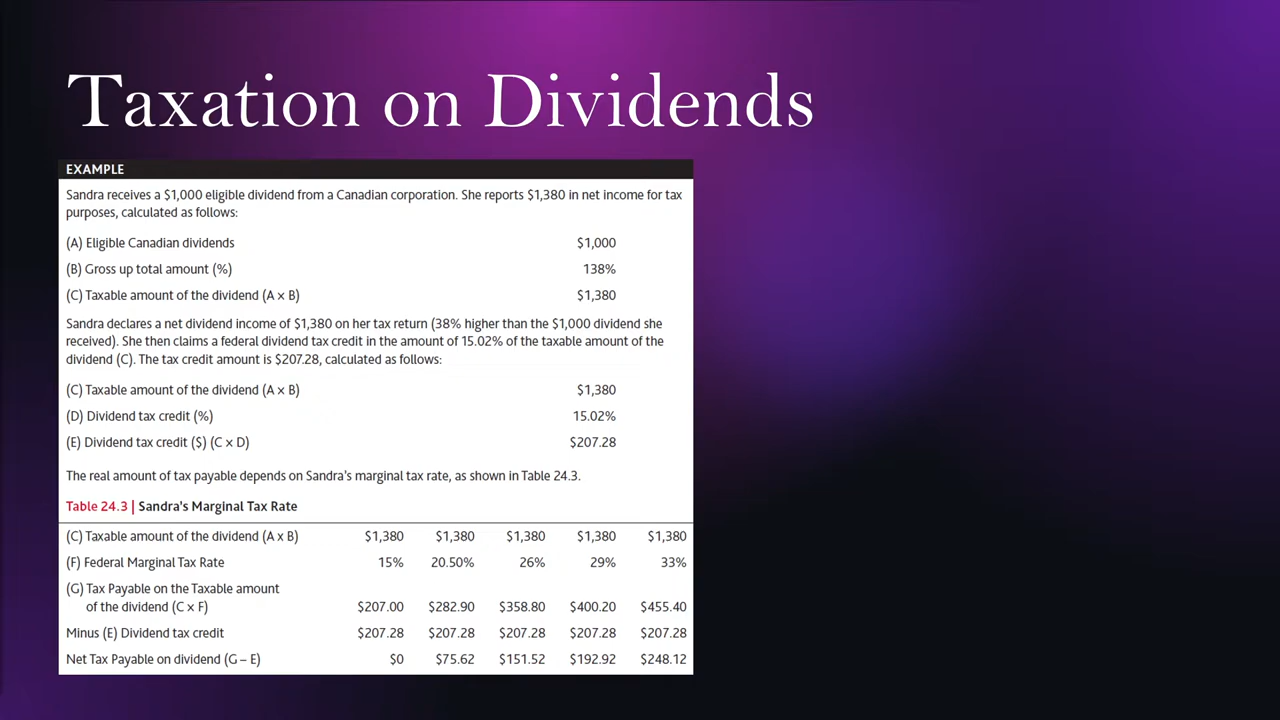 Taxation on Dividends
EXAMPLE
Sandra receives a $1,000 eligible dividend from a Canadian corporation. She reports $1,380 in net income for tax
purposes, calculated as follows:
(A) Eligible Canadian dividends $1,000
(B) Gross up total amount (%) 138%
(C) Taxable amount of the dividend (A x B) $1,380
Sandra declares a net dividend income of $1,380 on her tax return (38% higher than the $1,000 dividend she
received). She then claims a federal dividend tax credit in the amount of 15.02% of the taxable amount of the
dividend (C). The tax credit amount is $207.28, calculated as follows:
(C) Taxable amount of the dividend (A x B) $1,380
(D) Dividend tax credit (%) 15.02%
(E) Dividend tax credit ($) (C x D) $207.28
The real amount of tax payable depends on Sandra's marginal tax rate, as shown in Table 24.3.
Table 24.3 | Sandra's Marginal Tax Rate
(C) Taxable amount of the dividend (A x B) $1,380 $1,380 $1,380 $1,380 $1,380
(F) Federal Marginal Tax Rate 15% 20.50% 26% 29% 33%
(G) Tax Payable on the Taxable amount
of the dividend (C x F) $207.00 $282.90 $358.80 $400.20 $455.40
Minus (E) Dividend tax credit $207.28 $207.28 $207.28 $207.28 $207.28
Net Tax Payable on dividend (G – E) $0 $75.62 $151.52 $192.92 $248.12